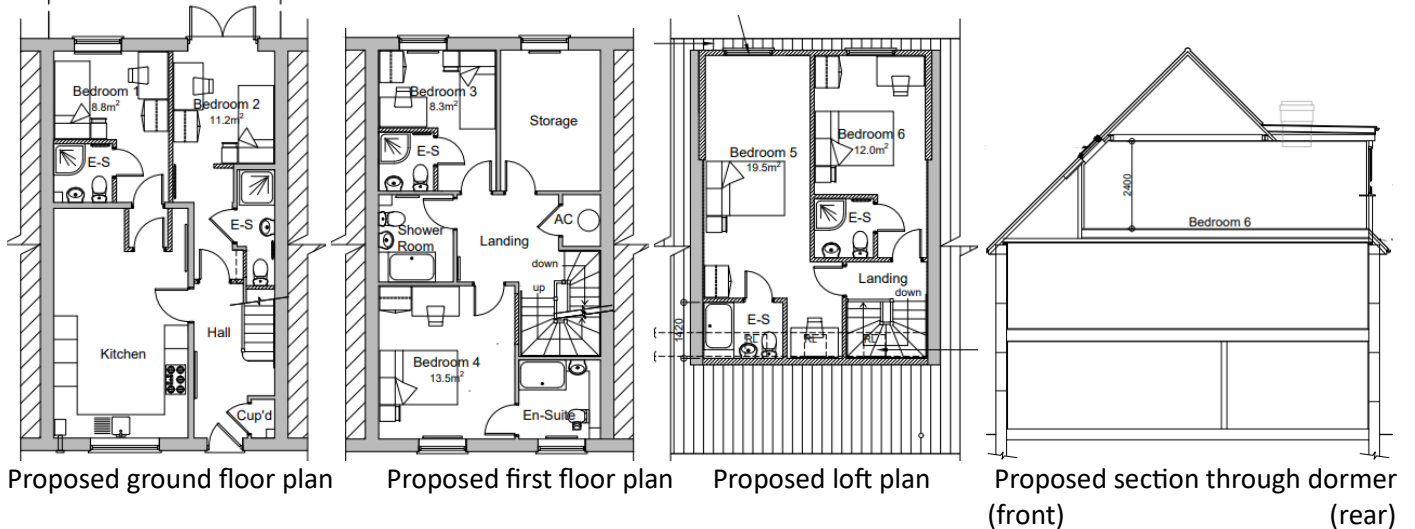 Bedroom 1
8.8m²
Bedroom 2
11.2m²
E-S
E-S
Kitchen
Hall
Cup'd
Proposed ground floor plan
Bedroom 3
8.3m²
Storage
E-S
Shower
Room
Landing
AC
down
up
Bedroom 4
13.5m²
En-Suite
Proposed first floor plan
Bedroom 5
19.5m²
Bedroom 6
12.0m²
E-S
Landing
down
1420
E-S
RL
RL
RL
Proposed loft plan
2400
Bedroom 6
Proposed section through dormer
(front)
(rear)